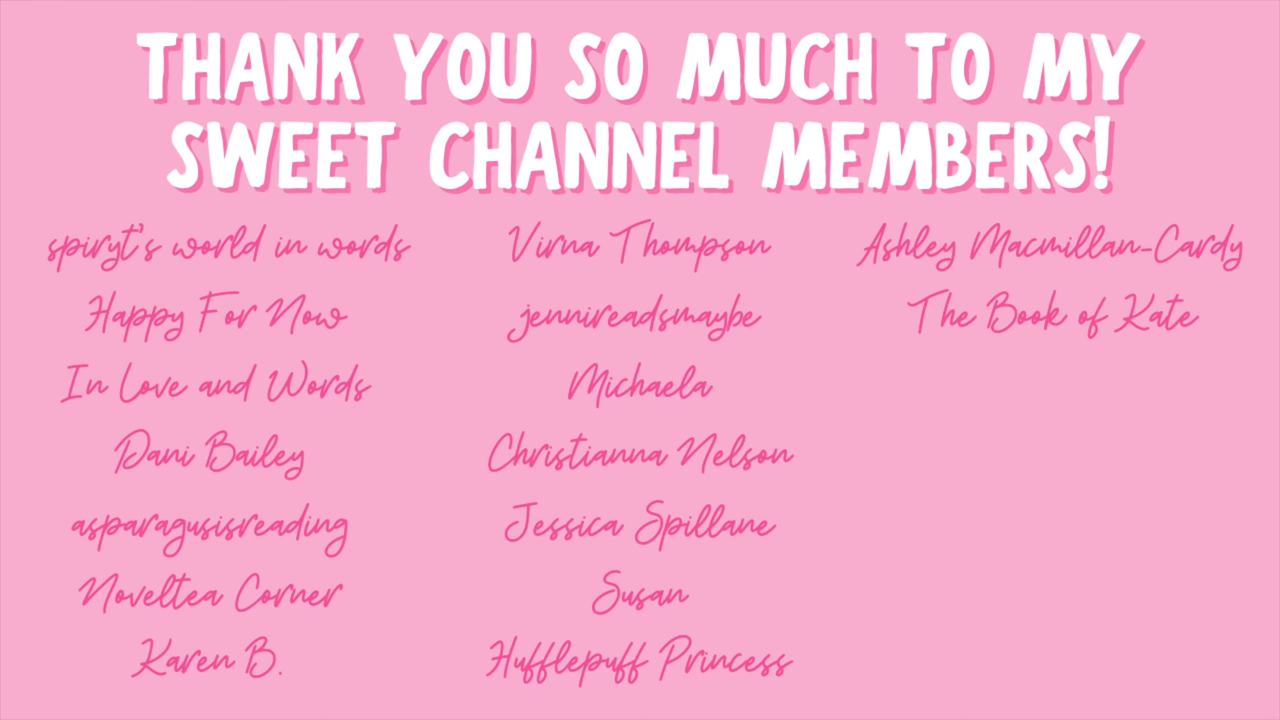 THANK YOU SO MUCH TO MY
SWEET CHANNEL MEMBERS!
spiryt's world in words
Happy For Now
In Love and Words
Dani Bailey
asparagusisreading
Noveltea Corner
Karen B.
Virna Thompson
jennireadsmaybe
Michaela
Christianna Nelson
Jessica Spillane
Susan
Hufflepuff Princess
Ashley Macmillan-Cardy
The Book of Kate